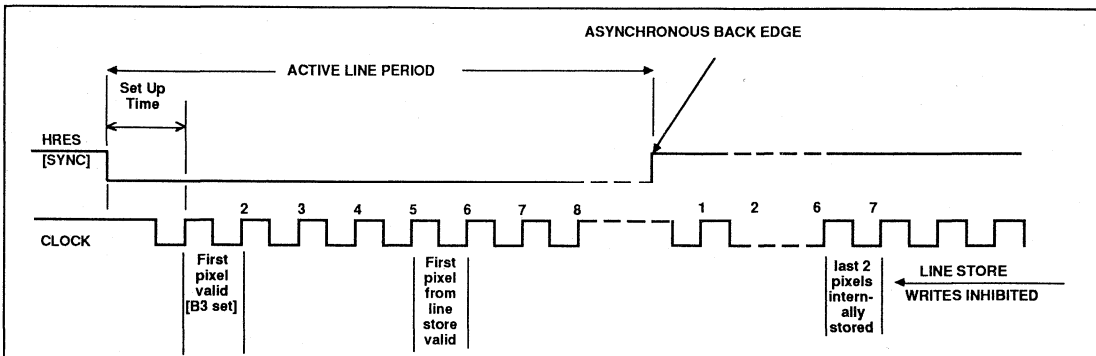 ASYNCHRONOUS BACK EDGE
ACTIVE LINE PERIOD
Set Up
Time
HRES
[SYNC]
2 3 4 5 6 7 8 1 2 6 7
CLOCK
First
pixel
valid
[B3 set]
First
pixel
from
line
store
valid
last 2
pixels
intern-
ally
stored
LINE STORE
WRITES INHIBITED